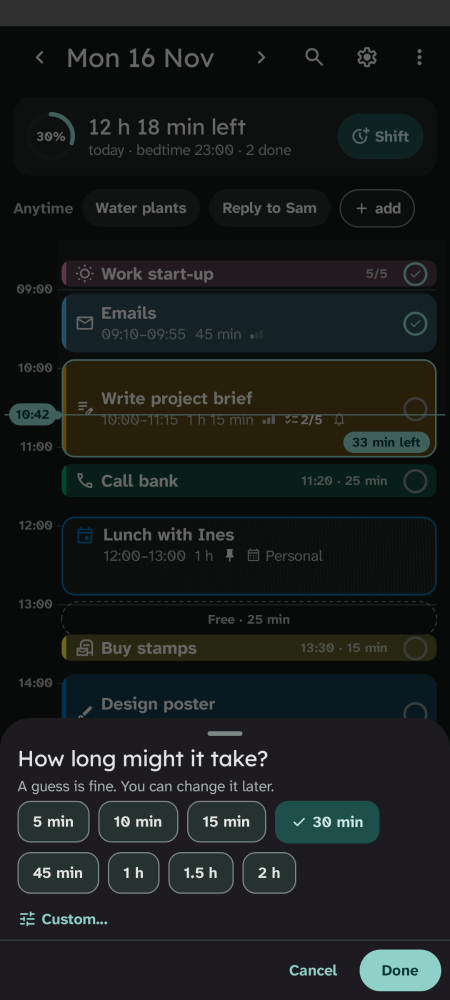 Mon 16 Nov
30%
12 h 18 min left
today · bedtime 23:00 · 2 done
Shift
Anytime
Water plants
Reply to Sam
+ add
Work start-up
5/5
09:00
Emails
09:10–09:55 45 min
10:00
Write project brief
10:42
10:00–11:15 1 h 15 min 2/5
33 min left
11:00
Call bank
11:20 · 25 min
12:00
Lunch with Ines
12:00–13:00 1 h Personal
13:00
Free · 25 min
Buy stamps
13:30 · 15 min
14:00
Design poster
How long might it take?
A guess is fine. You can change it later.
5 min
10 min
15 min
30 min
45 min
1 h
1.5 h
2 h
Custom...
Cancel
Done